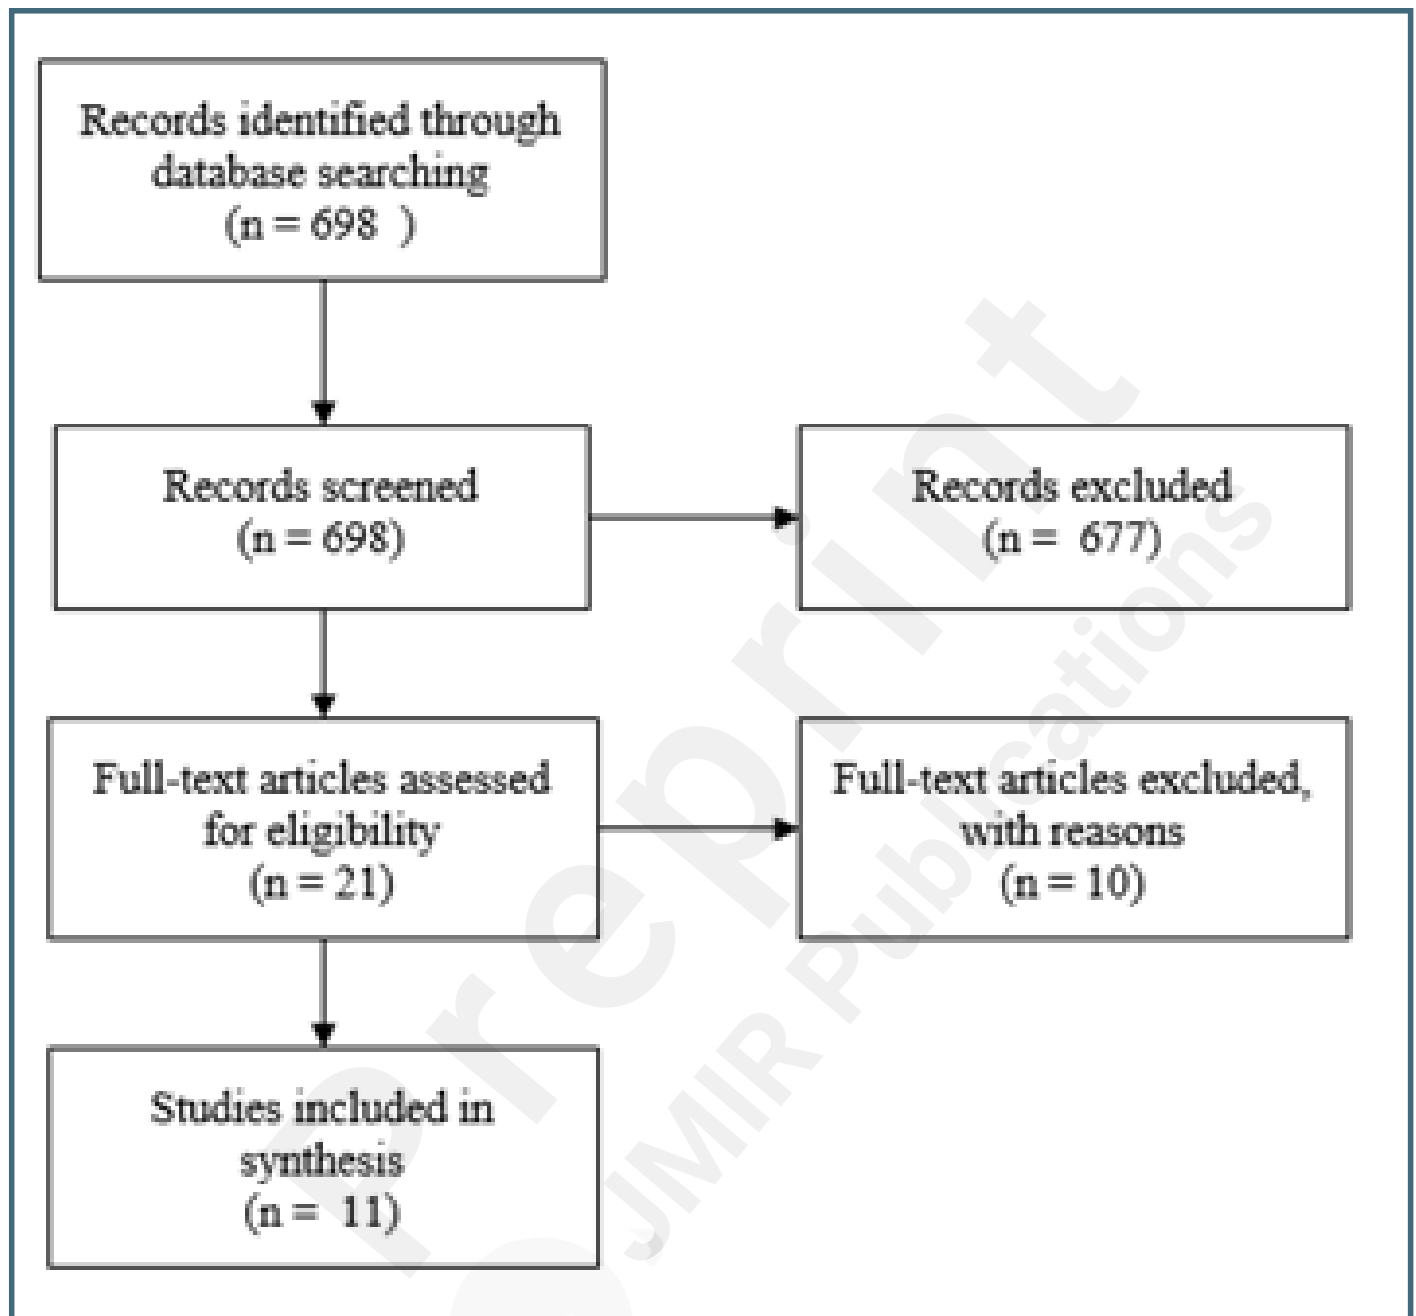 Records identified through
database searching
(n = 698  )
Records screened
(n = 698)
Records excluded
(n =  677)
Full-text articles assessed
for eligibility
(n = 21)
Full-text articles excluded,
with reasons
(n = 10)
Studies included in
synthesis
(n =  11)
Preprint
JMIR Publications